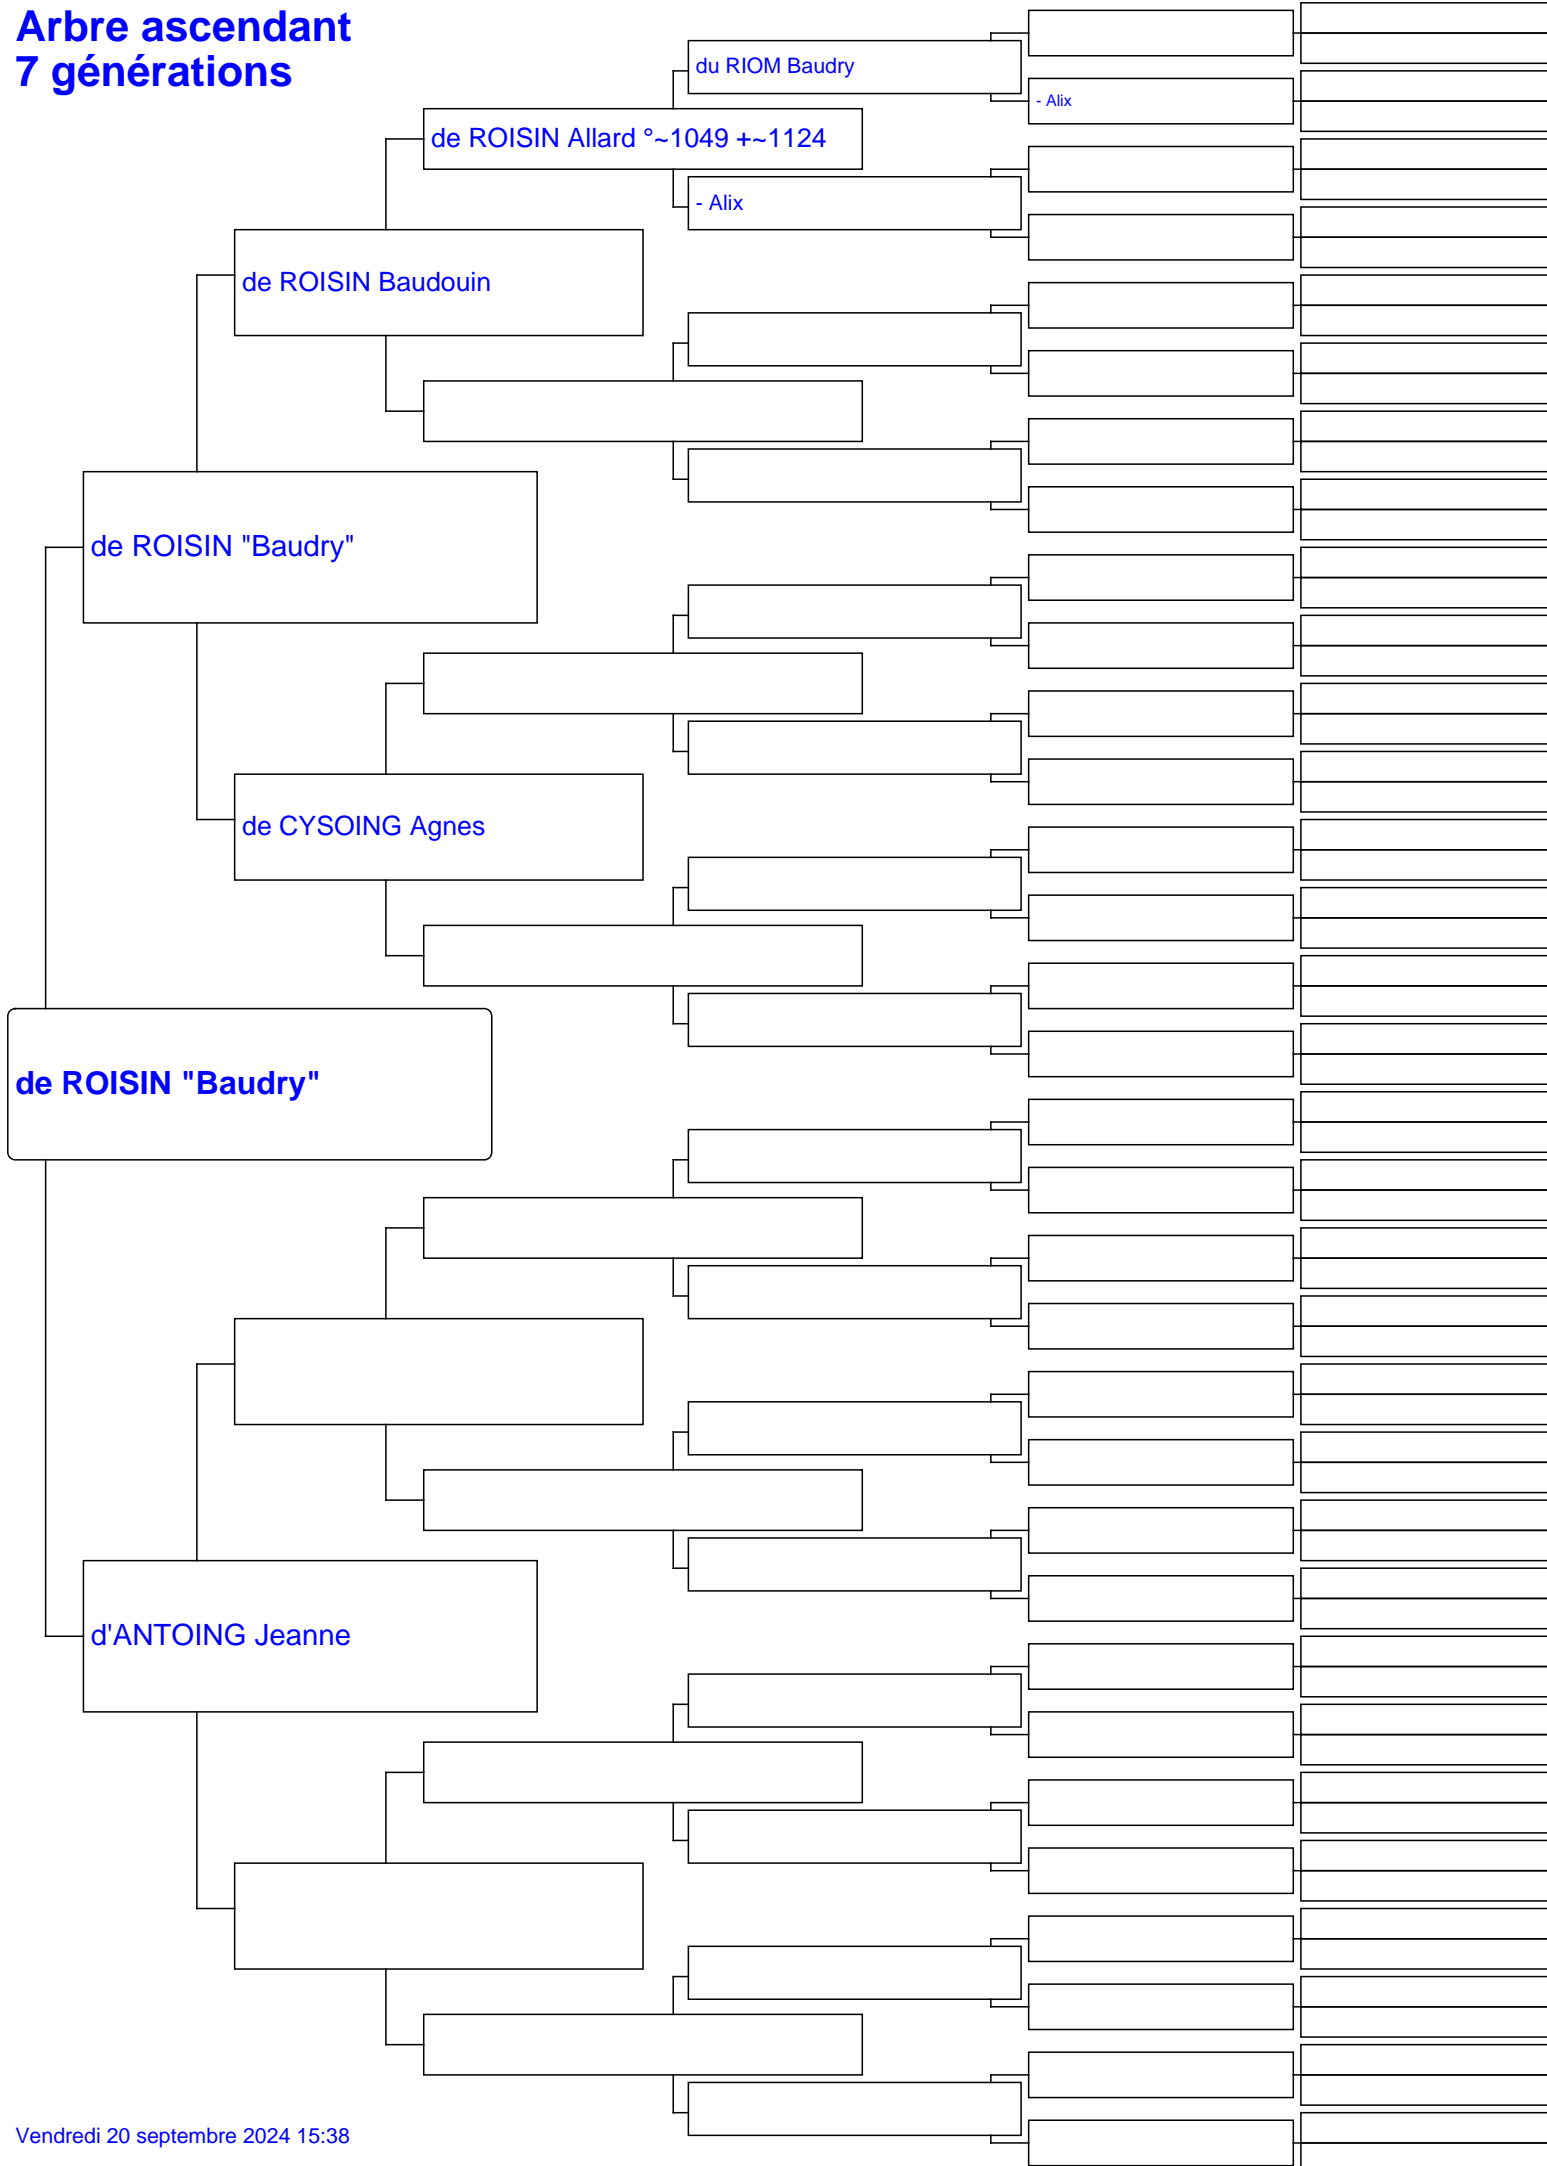 Arbre ascendant
7 générations
du RIOM Baudry
- Alix
de ROISIN Allard °~1049 +~1124
- Alix
de ROISIN Baudouin
de ROISIN "Baudry"
de CYSOING Agnes
de ROISIN "Baudry"
d'ANTOING Jeanne
Vendredi 20 septembre 2024 15:38